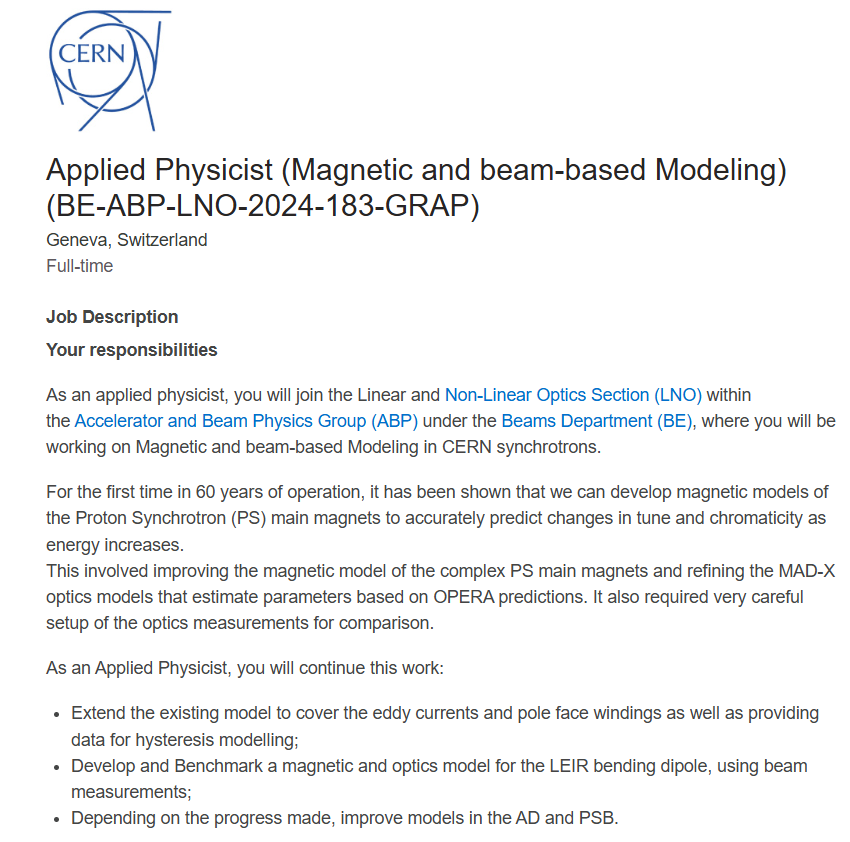 CERN
Applied Physicist (Magnetic and beam-based Modeling)
(BE-ABP-LNO-2024-183-GRAP)
Geneva, Switzerland
Full-time
Job Description
Your responsibilities
As an applied physicist, you will join the Linear and Non-Linear Optics Section (LNO) within
the Accelerator and Beam Physics Group (ABP) under the Beams Department (BE), where you will be
working on Magnetic and beam-based Modeling in CERN synchrotrons.
For the first time in 60 years of operation, it has been shown that we can develop magnetic models of
the Proton Synchrotron (PS) main magnets to accurately predict changes in tune and chromaticity as
energy increases.
This involved improving the magnetic model of the complex PS main magnets and refining the MAD-X
optics models that estimate parameters based on OPERA predictions. It also required very careful
setup of the optics measurements for comparison.
As an Applied Physicist, you will continue this work:
• Extend the existing model to cover the eddy currents and pole face windings as well as providing
data for hysteresis modelling;
• Develop and Benchmark a magnetic and optics model for the LEIR bending dipole, using beam
measurements;
• Depending on the progress made, improve models in the AD and PSB.